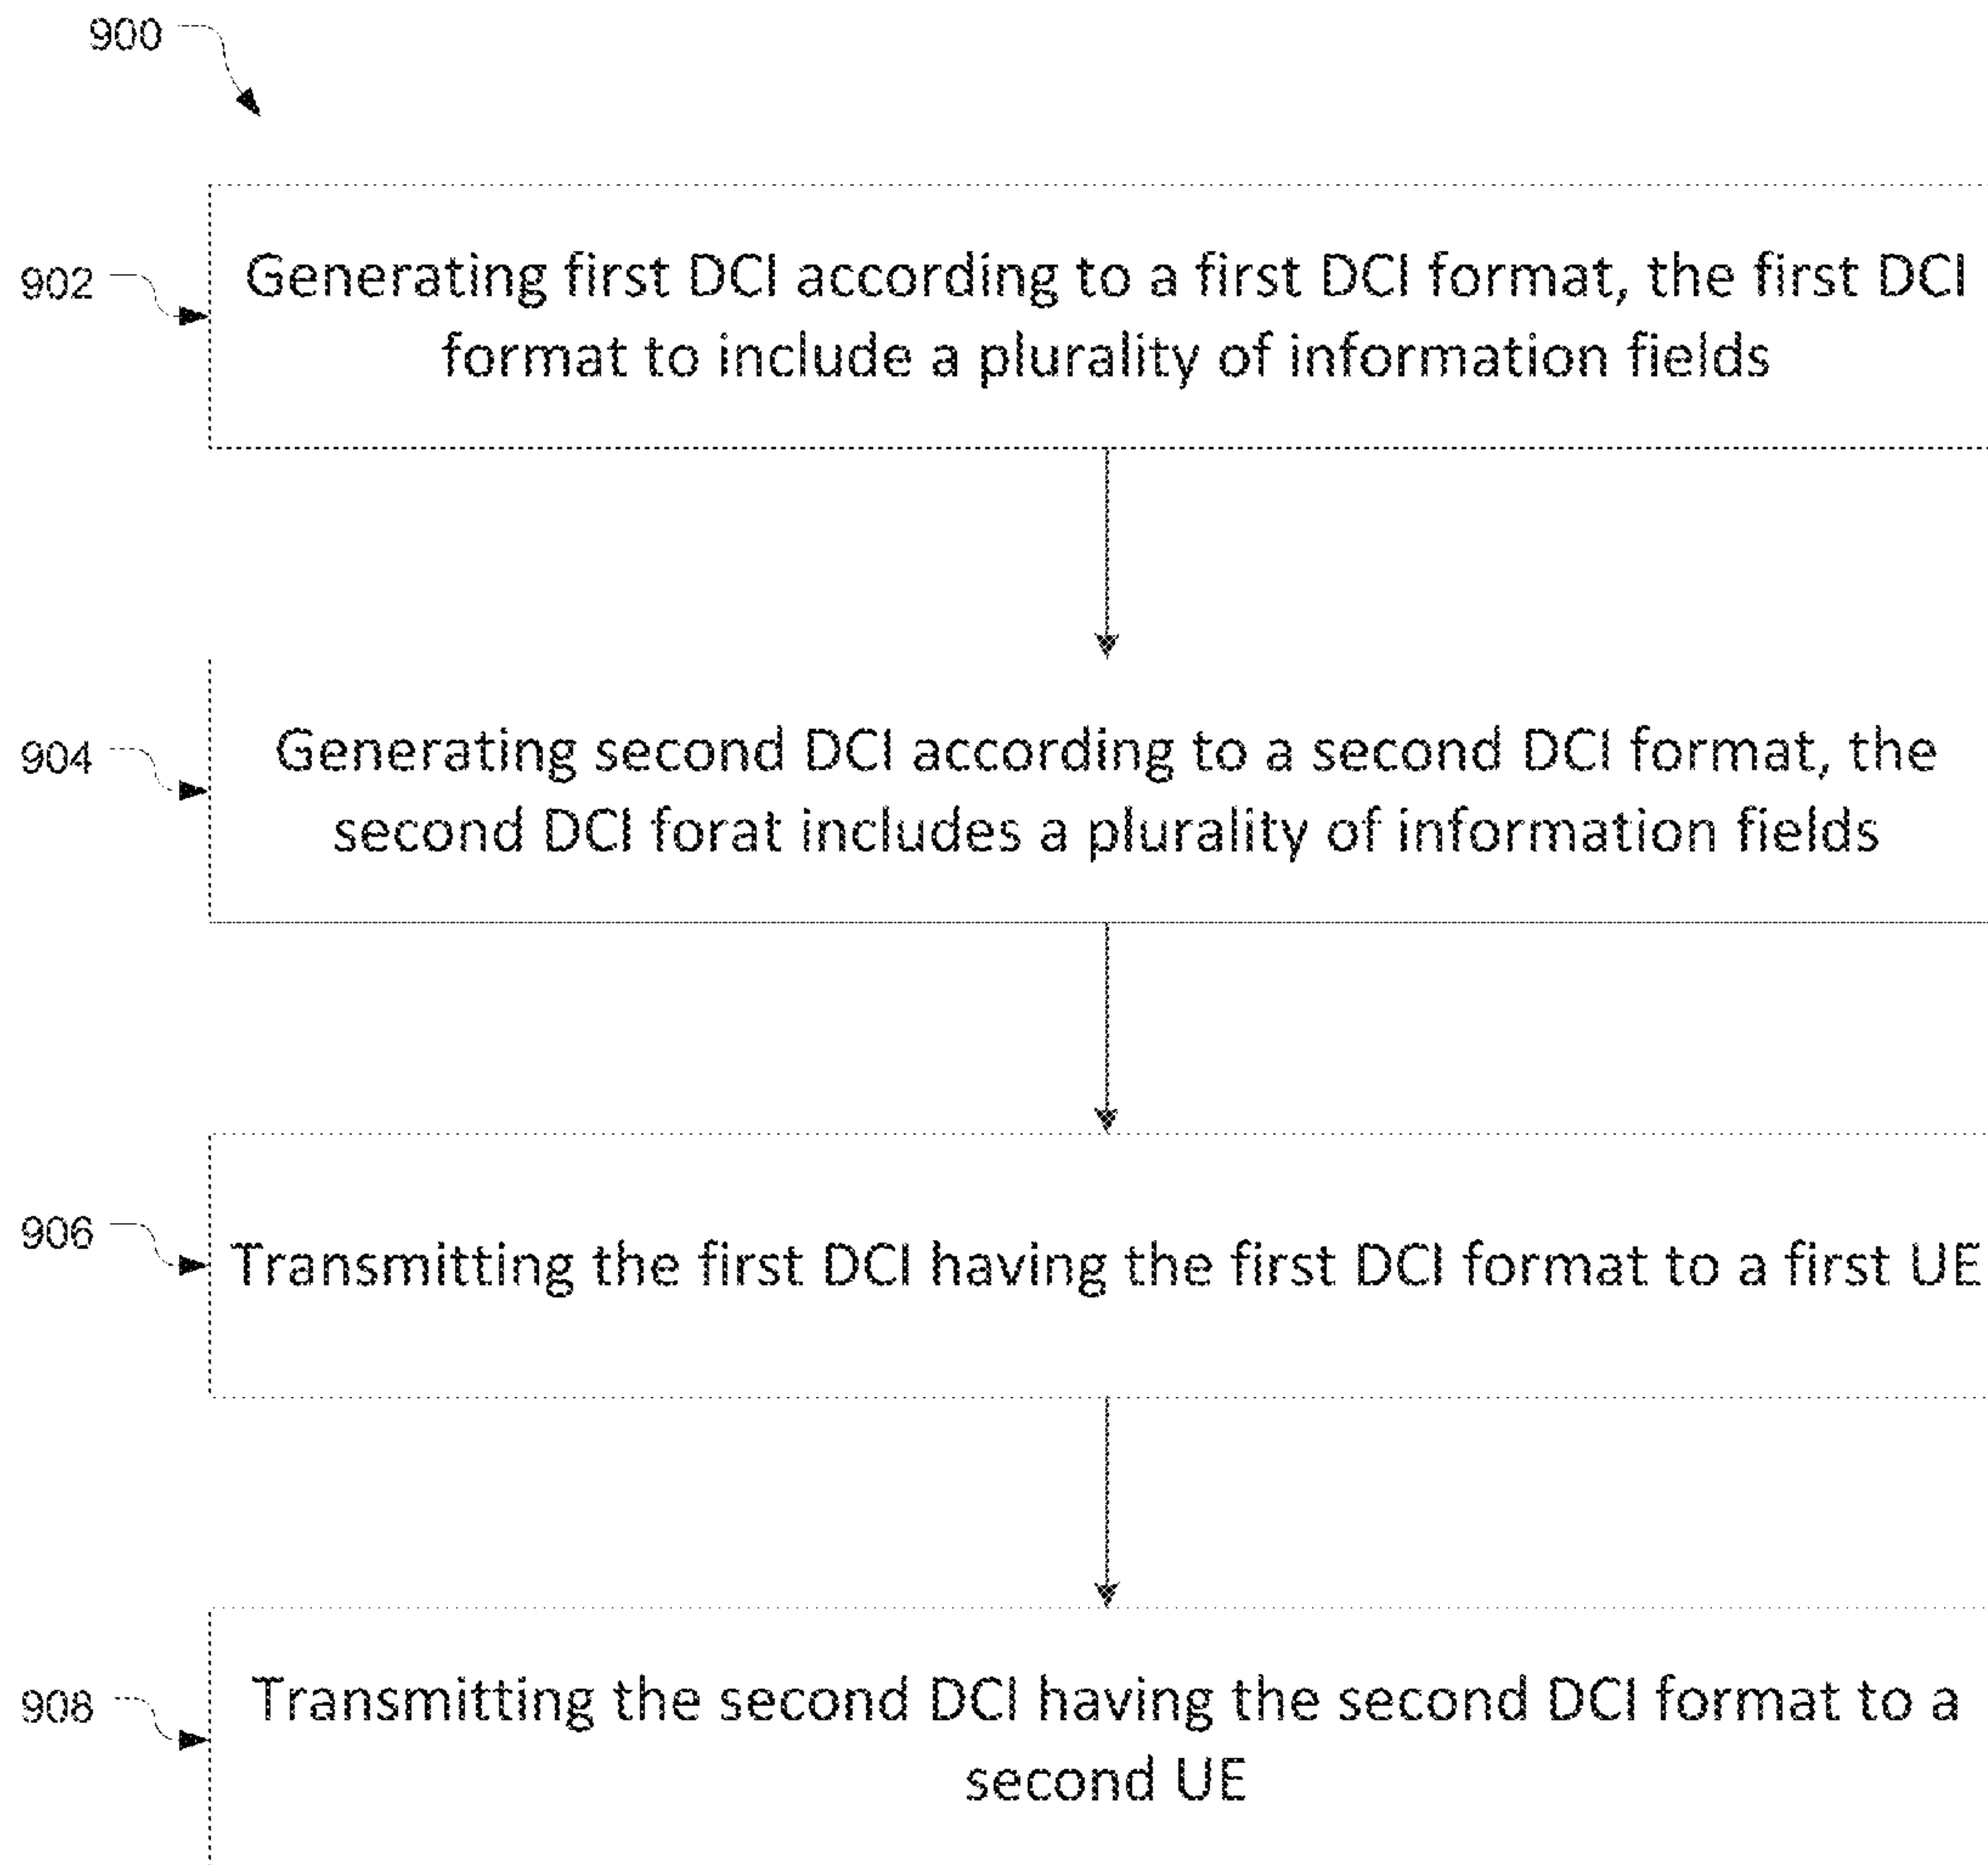 900
902
Generating first DCI according to a first DCI format, the first DCI
format to include a plurality of information fields
904
Generating second DCI according to a second DCI format, the
second DCI forat includes a plurality of information fields
906
Transmitting the first DCI having the first DCI format to a first UE
908
Transmitting the second DCI having the second DCI format to a
second UE